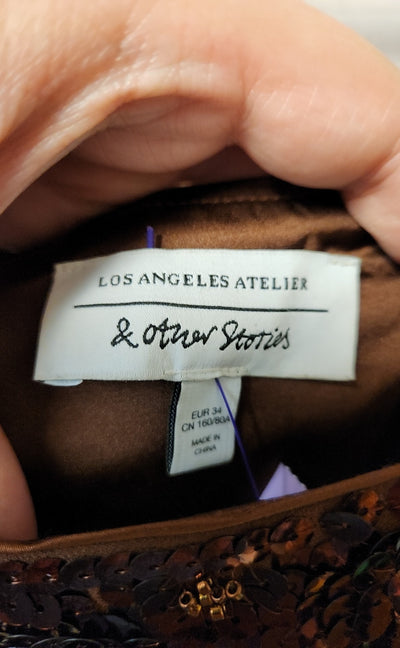 LOS ANGELES ATELIER
& other Stories
EUR 34
CN 160/80A
MADE IN
CHINA